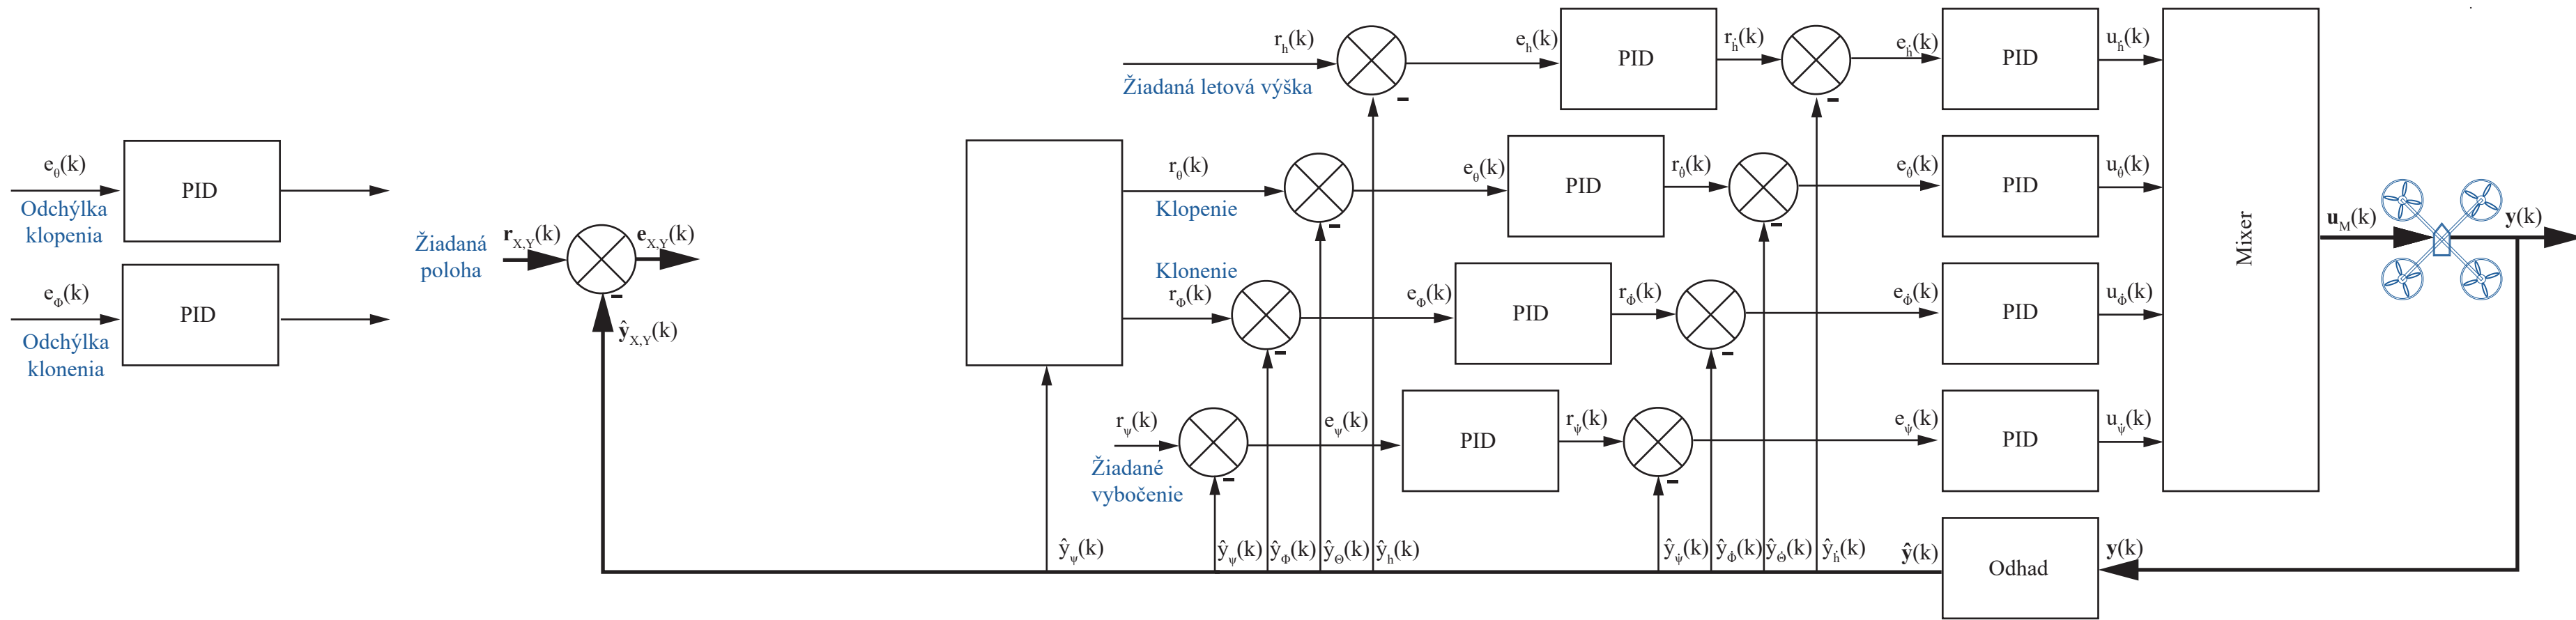 e_θ(k)
PID
Odchýlka
klopenia
e_Φ(k)
PID
Odchýlka
klonenia
Žiadaná
poloha
r_X,Y(k)
e_X,Y(k)
-
ŷ_X,Y(k)
r_h(k)
Žiadaná letová výška
-
e_h(k)
PID
r_ḣ(k)
-
e_ḣ(k)
PID
u_ḣ(k)
r_θ(k)
Klopenie
-
e_θ(k)
PID
r_θ̇(k)
-
e_θ̇(k)
PID
u_θ̇(k)
Klonenie
r_Φ(k)
-
e_Φ(k)
PID
r_Φ̇(k)
-
e_Φ̇(k)
PID
u_Φ̇(k)
r_ψ(k)
Žiadané
vybočenie
-
e_ψ(k)
PID
r_ψ̇(k)
-
e_ψ̇(k)
PID
u_ψ̇(k)
Mixer
u_M(k)
y(k)
ŷ_ψ(k)
ŷ_ψ(k)
ŷ_Φ(k)
ŷ_Θ(k)
ŷ_h(k)
ŷ_ψ̇(k)
ŷ_Φ̇(k)
ŷ_Θ̇(k)
ŷ_ḣ(k)
ŷ(k)
Odhad
y(k)